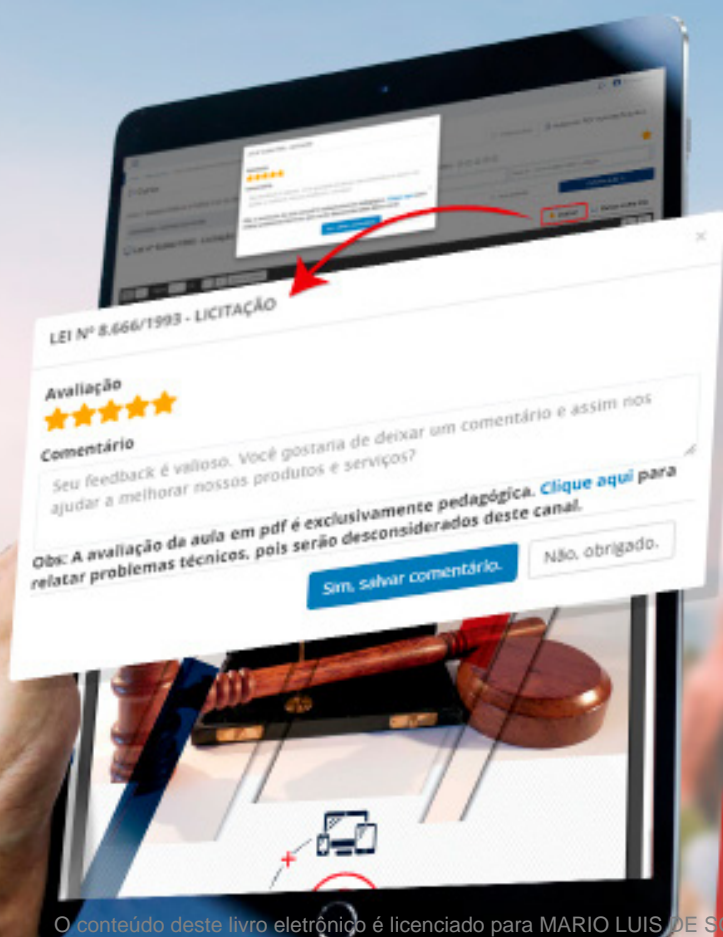 LEI Nº 8.666/1993 - LICITAÇÃO
×
Avaliação
Comentário
Seu feedback é valioso. Você gostaria de deixar um comentário e assim nos
ajudar a melhorar nossos produtos e serviços?
Obs: A avaliação da aula em pdf é exclusivamente pedagógica. Clique aqui para
relatar problemas técnicos, pois serão desconsiderados deste canal.
Sim, salvar comentário.
Não, obrigado.
O conteúdo deste livro eletrônico é licenciado para MARIO LUIS DE